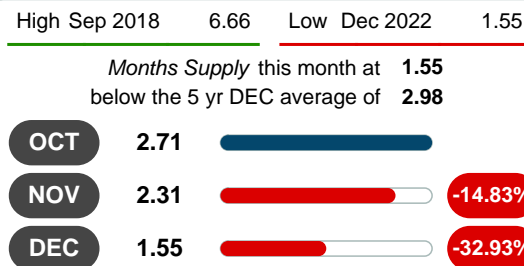 High Sep 2018 6.66 Low Dec 2022 1.55
Months Supply this month at 1.55
below the 5 yr DEC average of 2.98
OCT 2.71
NOV 2.31 -14.83%
DEC 1.55 -32.93%